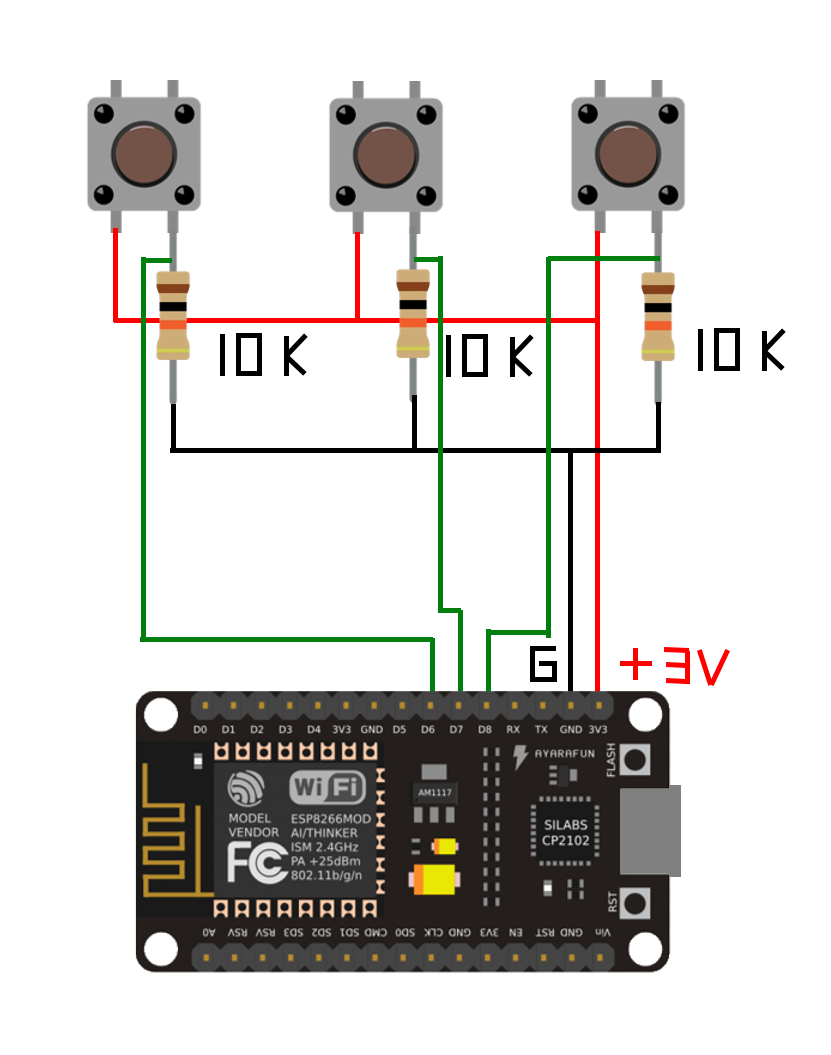 10 K 10 K 10 K
G +3V
D0 D1 D2 D3 D4 3V3 GND D5 D6 D7 D8 RX TX GND 3V3
AYARAFUN
FLASH
WiFi
MODEL
VENDOR
ESP8266MOD
AI/THINKER
ISM 2.4GHz
PA +25dBm
802.11b/g/n
FC
AM1117
SILABS
CP2102
RST
A0 RSV RSV SD3 SD2 SD1 CMD SD0 CLK GND 3V3 EN RST GND Vin